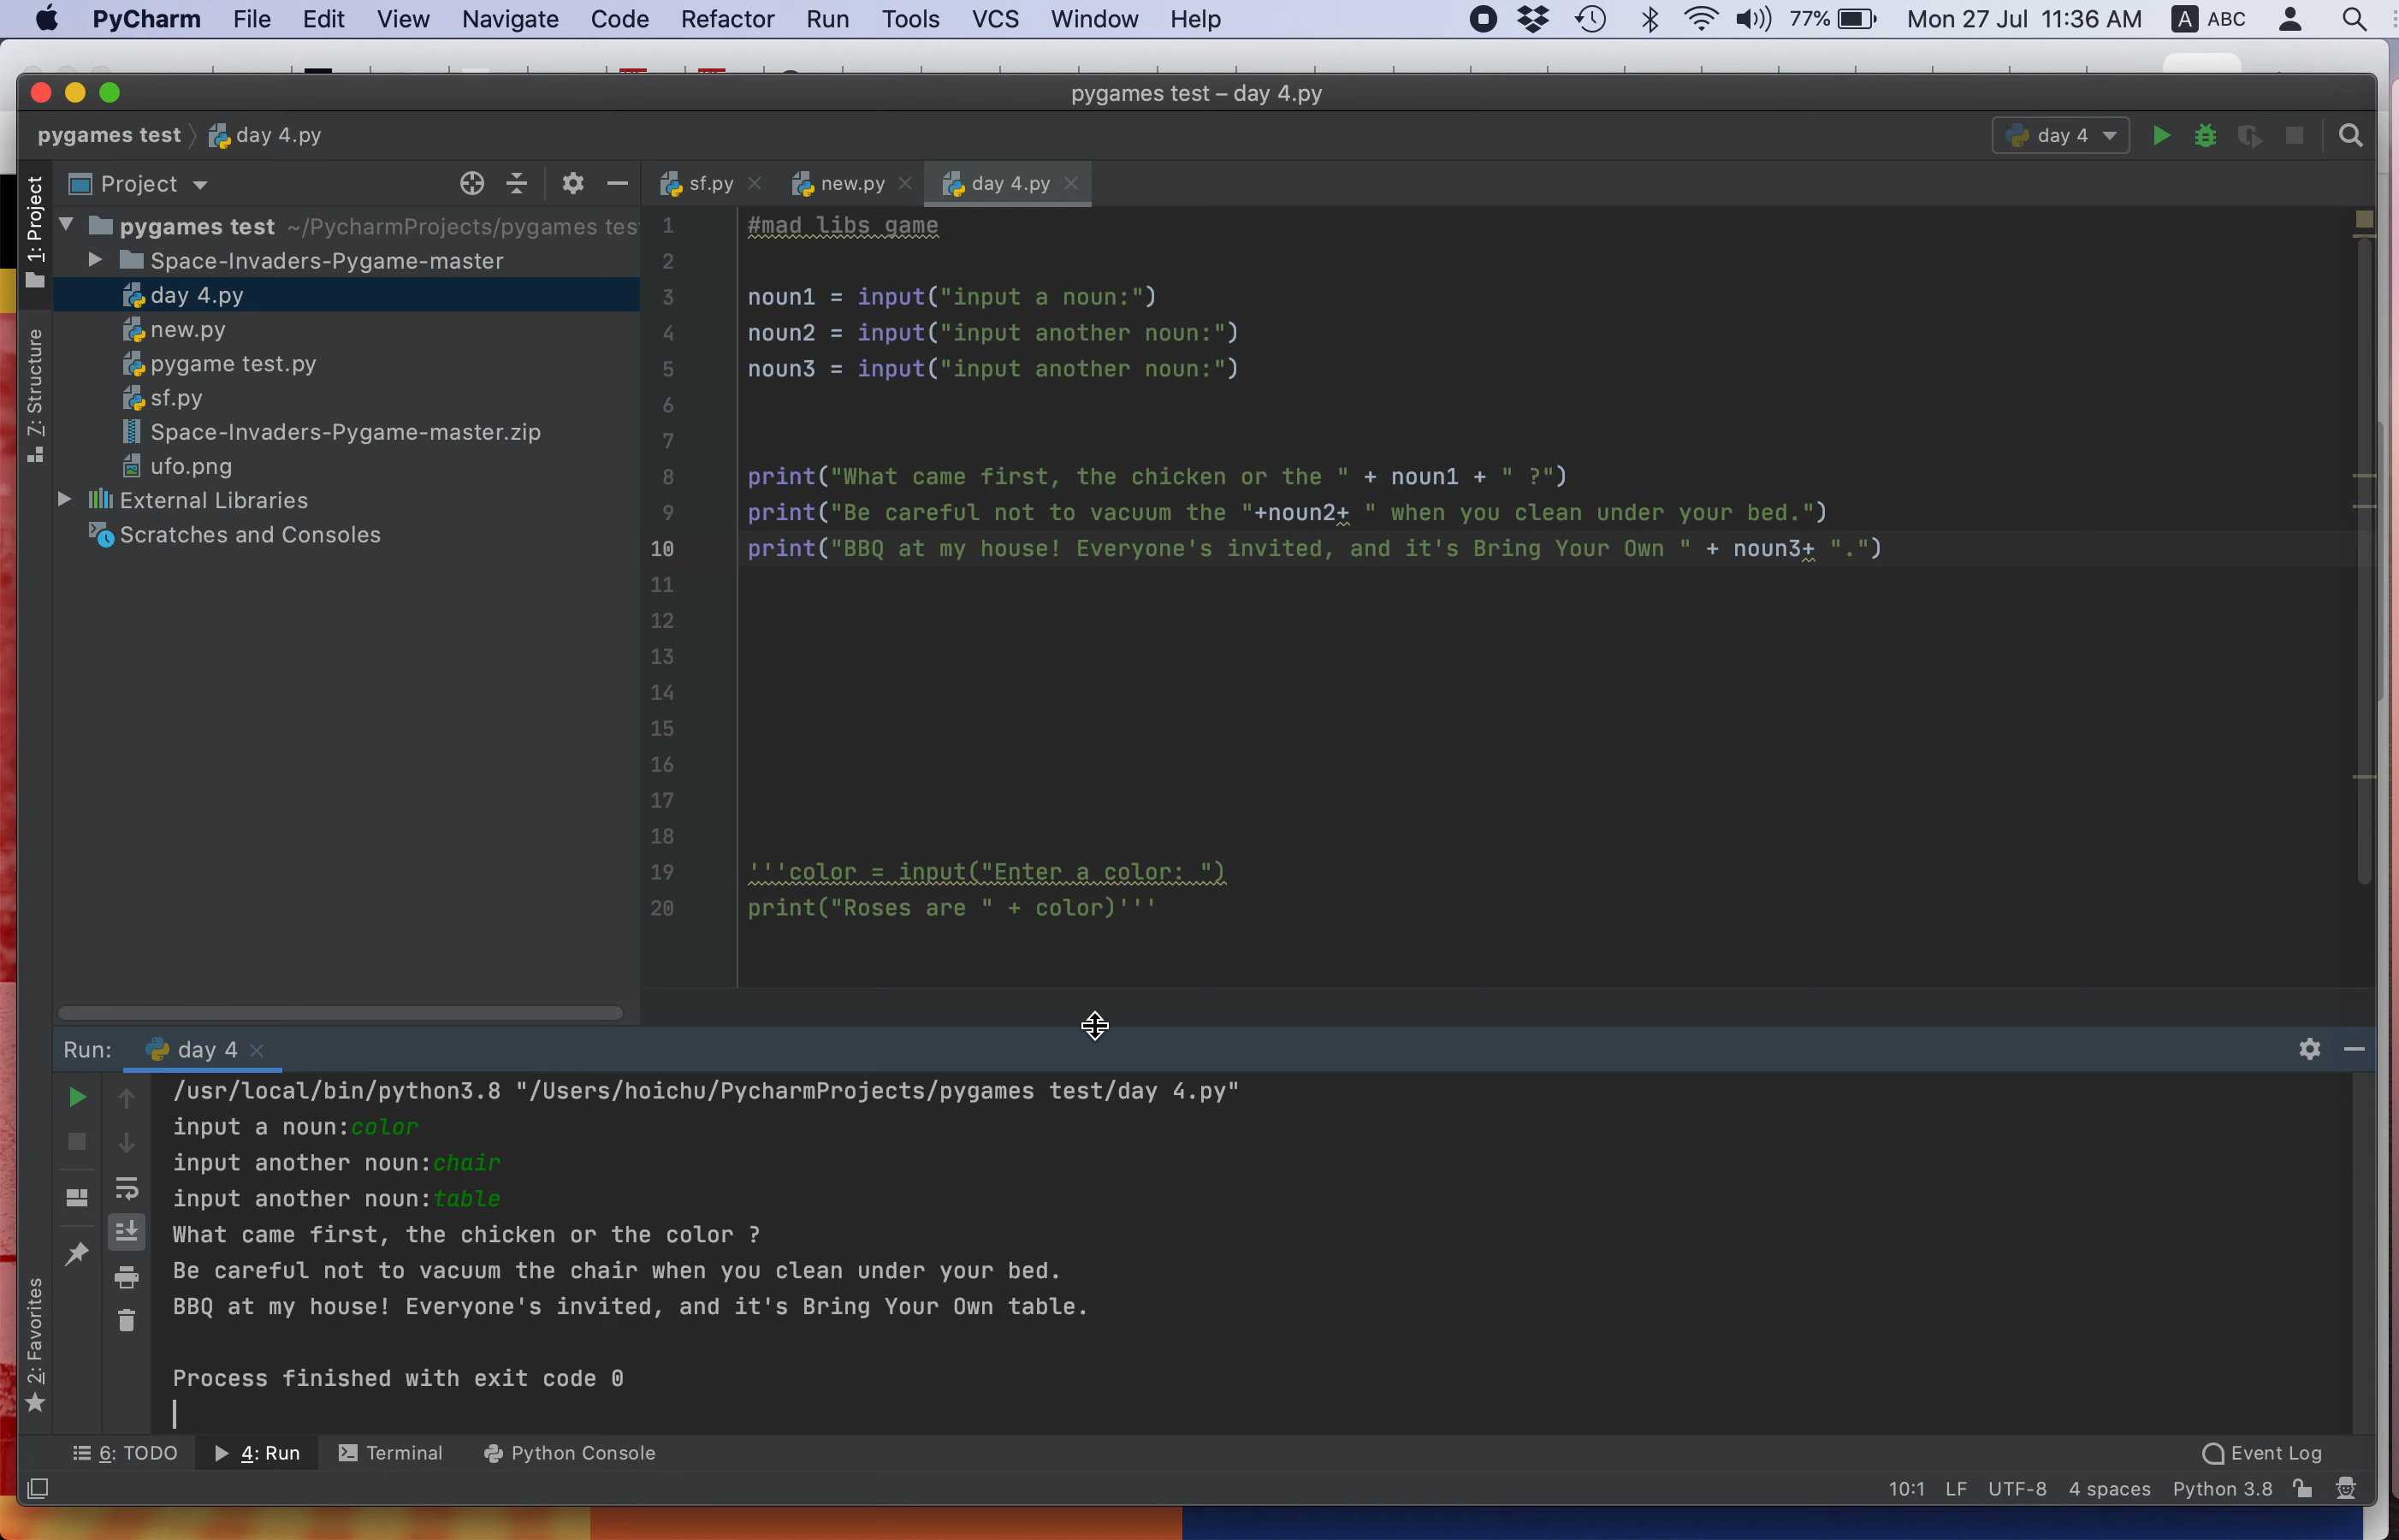 PyCharm File Edit View Navigate Code Refactor Run Tools VCS Window Help 77% Mon 27 Jul 11:36 AM A ABC
pygames test – day 4.py
pygames test day 4.py day 4
Project sf.py new.py day 4.py
1: Project
7: Structure
2: Favorites
pygames test ~/PycharmProjects/pygames tes
Space-Invaders-Pygame-master
day 4.py
new.py
pygame test.py
sf.py
Space-Invaders-Pygame-master.zip
ufo.png
External Libraries
Scratches and Consoles
1 #mad libs game
2
3 noun1 = input("input a noun:")
4 noun2 = input("input another noun:")
5 noun3 = input("input another noun:")
6
7
8 print("What came first, the chicken or the " + noun1 + " ?")
9 print("Be careful not to vacuum the "+noun2+ " when you clean under your bed.")
10 print("BBQ at my house! Everyone's invited, and it's Bring Your Own " + noun3+ ".")
11
12
13
14
15
16
17
18
19 '''color = input("Enter a color: ")
20 print("Roses are " + color)'''
Run: day 4
/usr/local/bin/python3.8 "/Users/hoichu/PycharmProjects/pygames test/day 4.py"
input a noun:color
input another noun:chair
input another noun:table
What came first, the chicken or the color ?
Be careful not to vacuum the chair when you clean under your bed.
BBQ at my house! Everyone's invited, and it's Bring Your Own table.
Process finished with exit code 0
6: TODO 4: Run Terminal Python Console Event Log
10:1 LF UTF-8 4 spaces Python 3.8